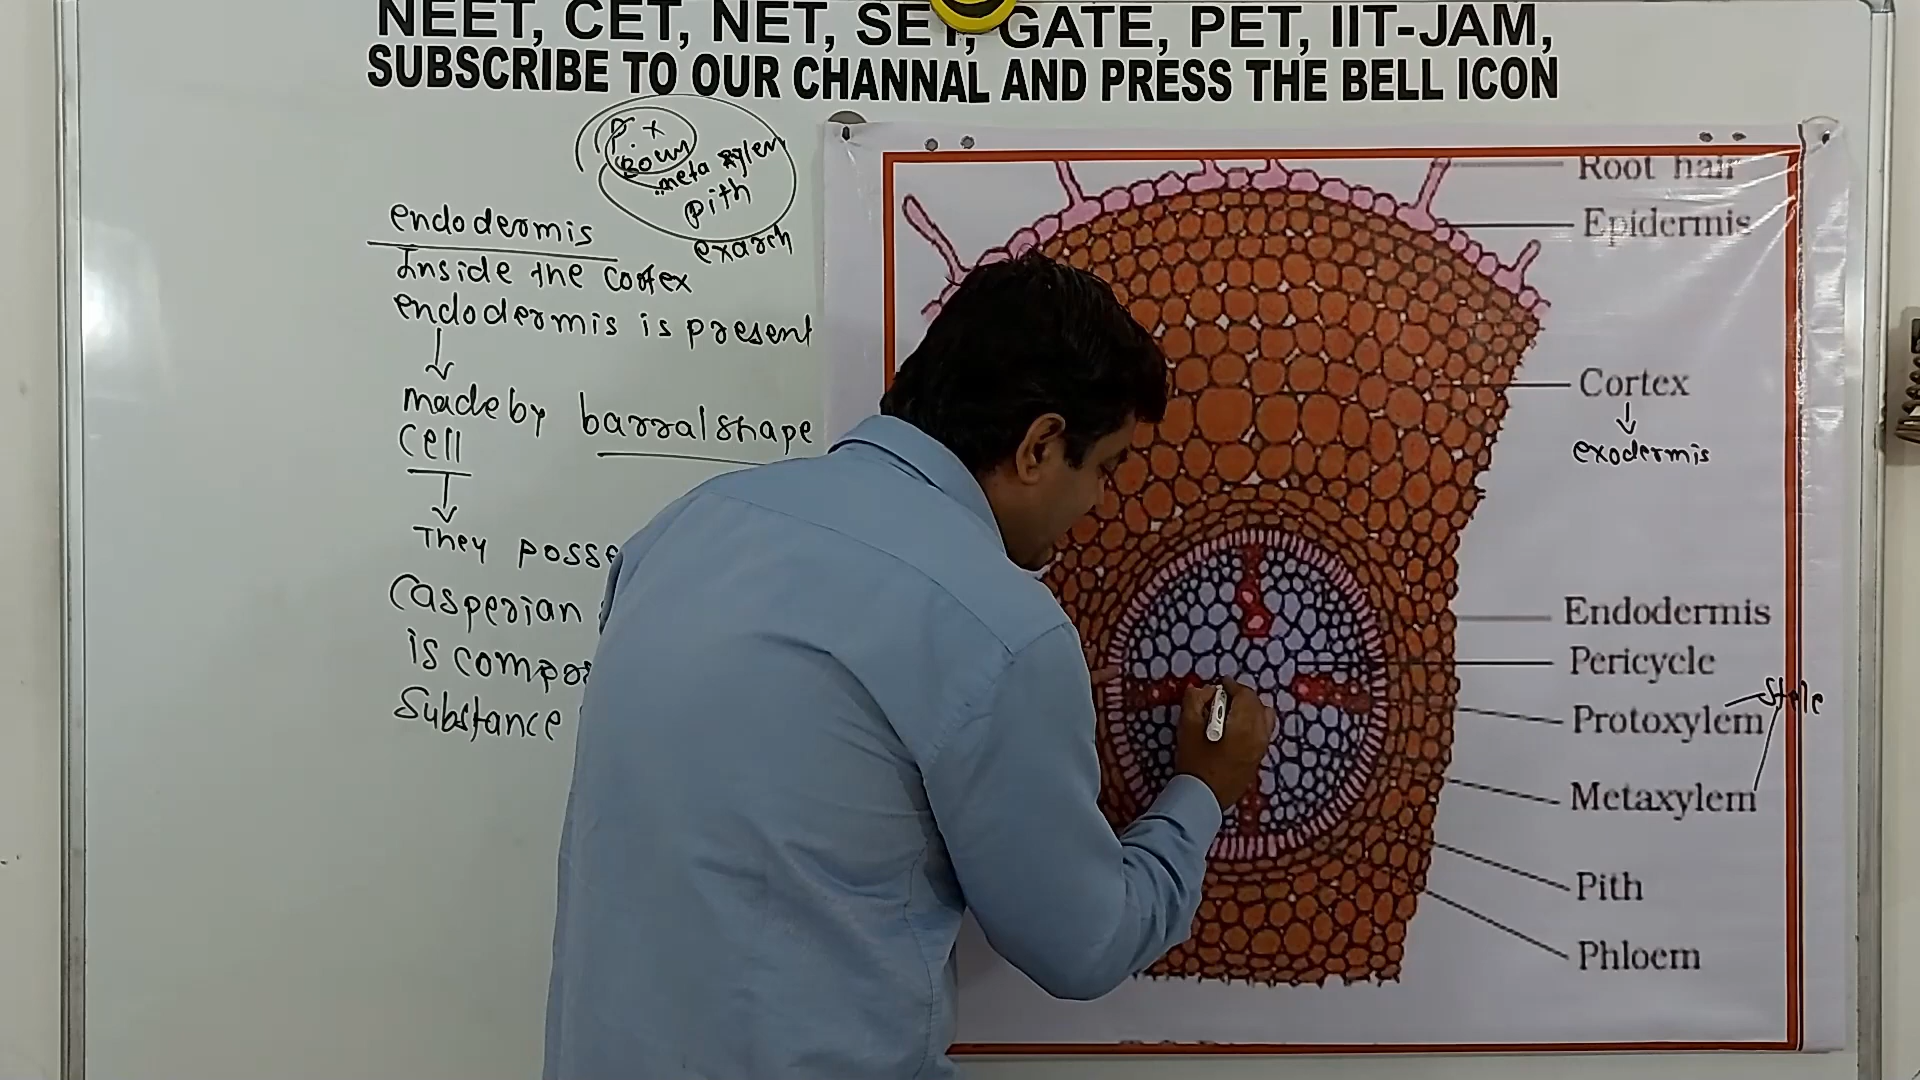 NEET, CET, NET, SET, GATE, PET, IIT-JAM,
SUBSCRIBE TO OUR CHANNAL AND PRESS THE BELL ICON
P. x
meta xylem
pith
exarch
endodermis
Inside the cortex
endodermis is present
made by barral shape
cell
They posse
Casperian
is compos
Substance
Root hair
Epidermis
Cortex
exodermis
Endodermis
Pericycle
Stele
Protoxylem
Metaxylem
Pith
Phloem